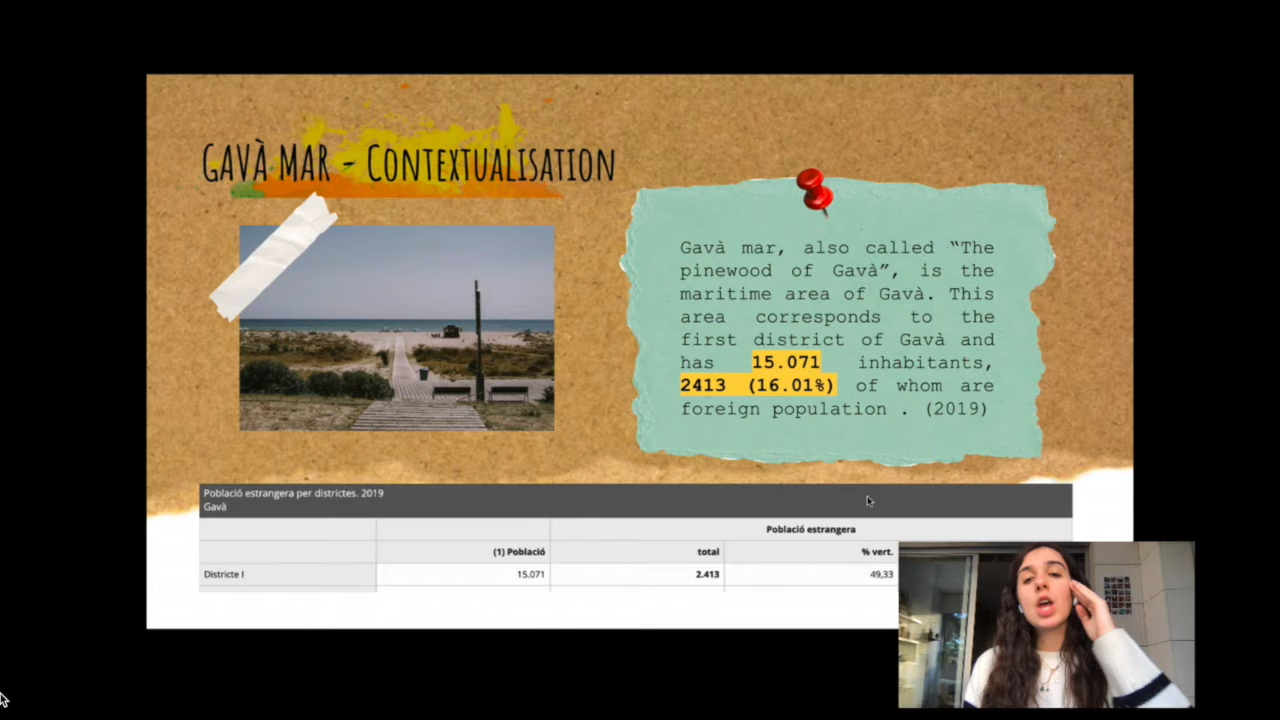 GAVÀ MAR - CONTEXTUALISATION
Gavà mar, also called “The
pinewood of Gavà”, is the
maritime area of Gavà. This
area corresponds to the
first district of Gavà and
has 15.071 inhabitants,
2413 (16.01%) of whom are
foreign population . (2019)
Població estrangera per districtes. 2019
Gavà
Població estrangera
(1) Població total % vert.
Districte I 15.071 2.413 49,33